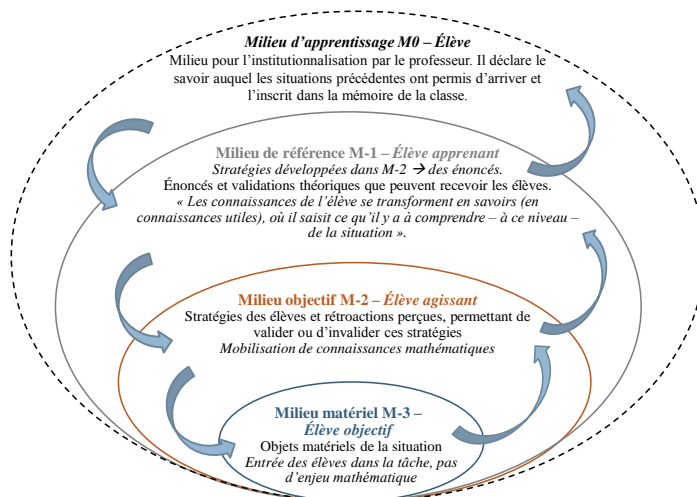 Milieu d'apprentissage M0 – Élève
Milieu pour l'institutionnalisation par le professeur. Il déclare le
savoir auquel les situations précédentes ont permis d'arriver et
l'inscrit dans la mémoire de la classe.
Milieu de référence M-1 – Élève apprenant
Stratégies développées dans M-2 → des énoncés.
Énoncés et validations théoriques que peuvent recevoir les élèves.
« Les connaissances de l'élève se transforment en savoirs (en
connaissances utiles), où il saisit ce qu'il y a à comprendre – à ce niveau –
de la situation ».
Milieu objectif M-2 – Élève agissant
Stratégies des élèves et rétroactions perçues, permettant de
valider ou d'invalider ces stratégies
Mobilisation de connaissances mathématiques
Milieu matériel M-3 –
Élève objectif
Objets matériels de la situation
Entrée des élèves dans la tâche, pas
d'enjeu mathématique